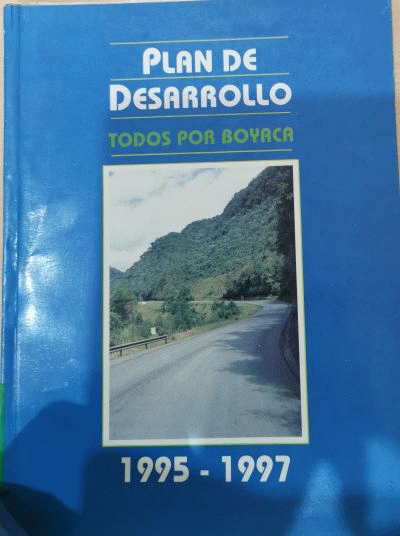 PLAN DE
DESARROLLO
TODOS POR BOYACA
1995 - 1997